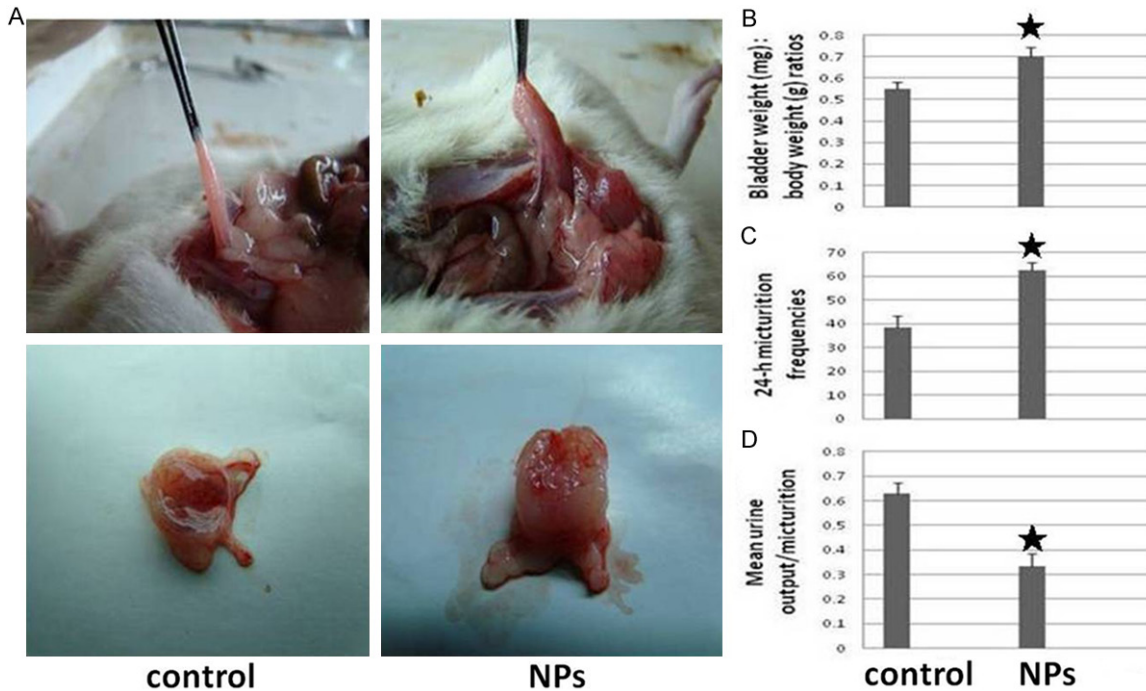 A
control
NPs
B
Bladder weight (mg):
body weight (g) ratios
0.8
0.7
0.6
0.5
0.4
0.3
0.2
0.1
0
C
24-h micturition
frequencies
70
60
50
40
30
20
10
0
D
Mean urine
output/micturition
0.8
0.7
0.6
0.5
0.4
0.3
0.2
0.1
0
control
NPs